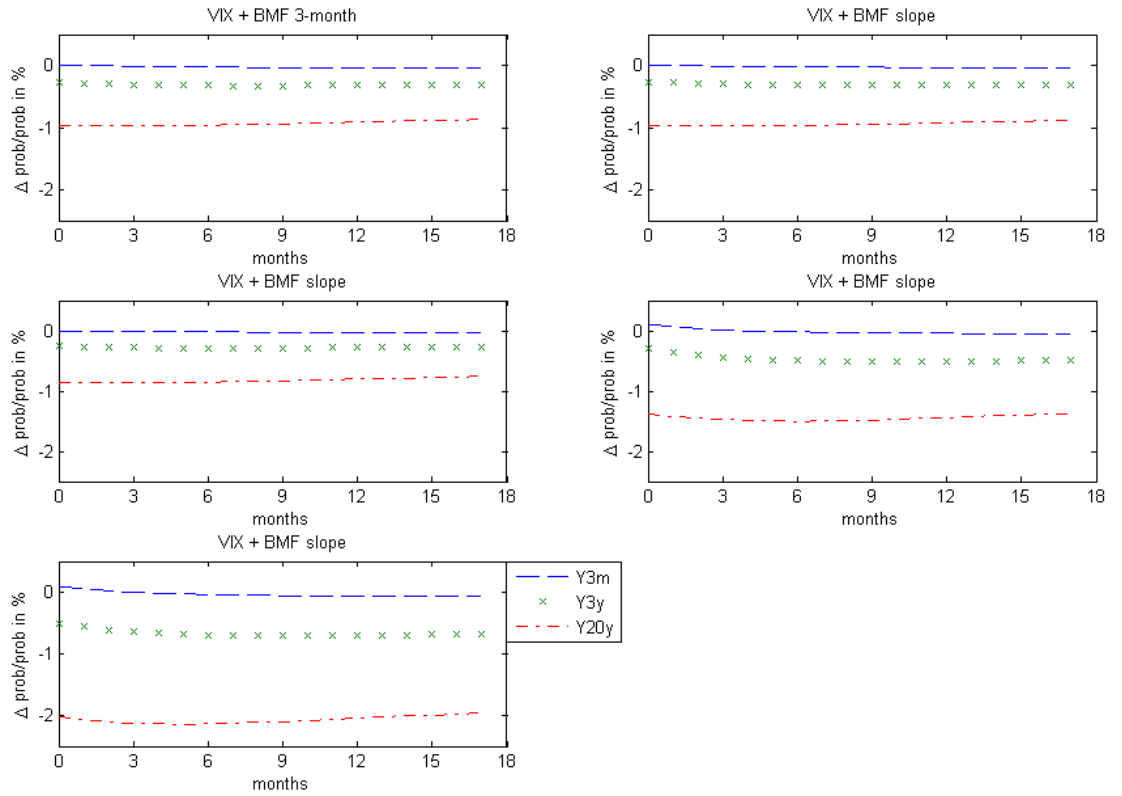 VIX + BMF 3-month
Δ prob/prob in %
0
-1
-2
0 3 6 9 12 15 18
months
VIX + BMF slope
Δ prob/prob in %
0
-1
-2
0 3 6 9 12 15 18
months
VIX + BMF slope
Δ prob/prob in %
0
-1
-2
0 3 6 9 12 15 18
months
VIX + BMF slope
Δ prob/prob in %
0
-1
-2
0 3 6 9 12 15 18
months
VIX + BMF slope
Δ prob/prob in %
0
-1
-2
0 3 6 9 12 15 18
months
Y3m
Y3y
Y20y